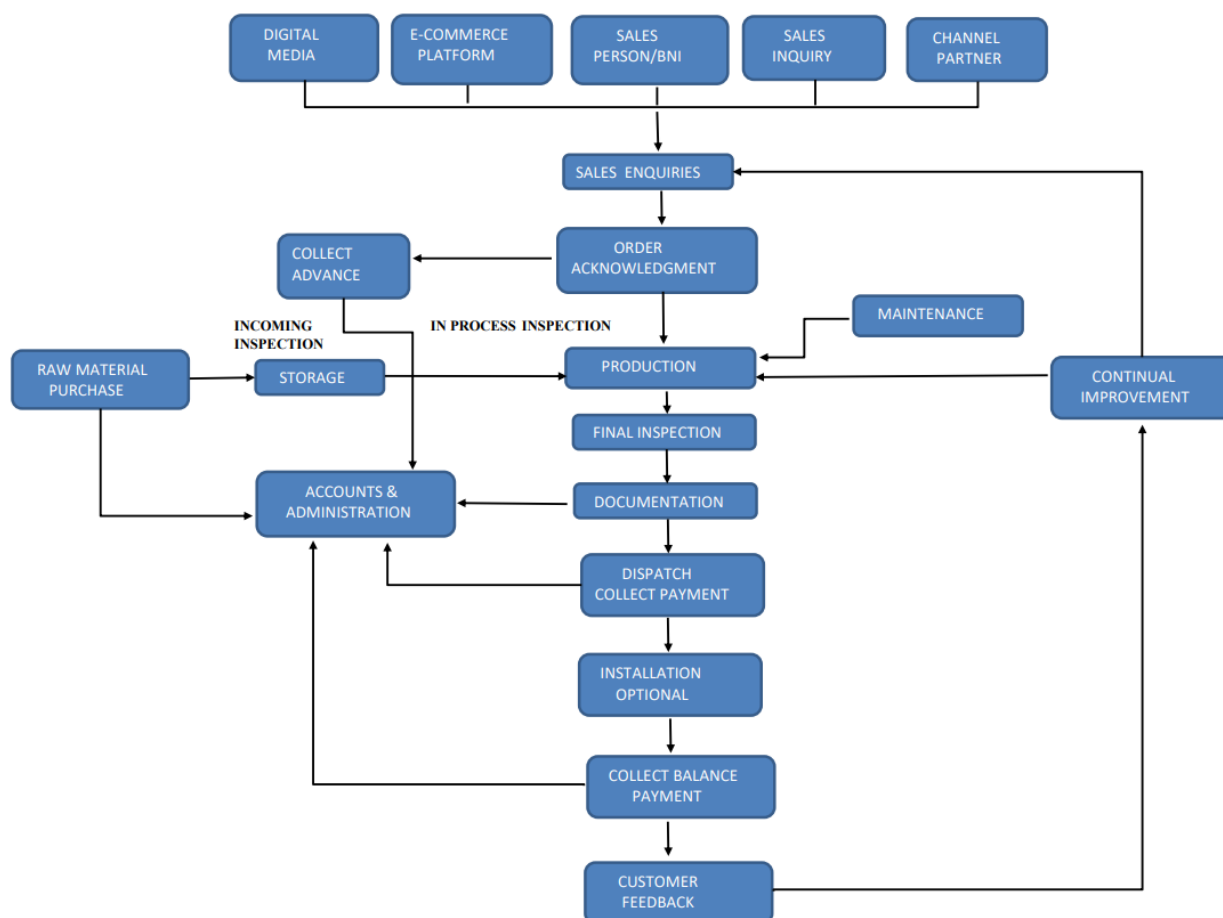 DIGITAL
MEDIA
E-COMMERCE
PLATFORM
SALES
PERSON/BNI
SALES
INQUIRY
CHANNEL
PARTNER
SALES ENQUIRIES
COLLECT
ADVANCE
ORDER
ACKNOWLEDGMENT
INCOMING
INSPECTION
IN PROCESS INSPECTION
MAINTENANCE
RAW MATERIAL
PURCHASE
STORAGE
PRODUCTION
CONTINUAL
IMPROVEMENT
FINAL INSPECTION
ACCOUNTS &
ADMINISTRATION
DOCUMENTATION
DISPATCH
COLLECT PAYMENT
INSTALLATION
OPTIONAL
COLLECT BALANCE
PAYMENT
CUSTOMER
FEEDBACK